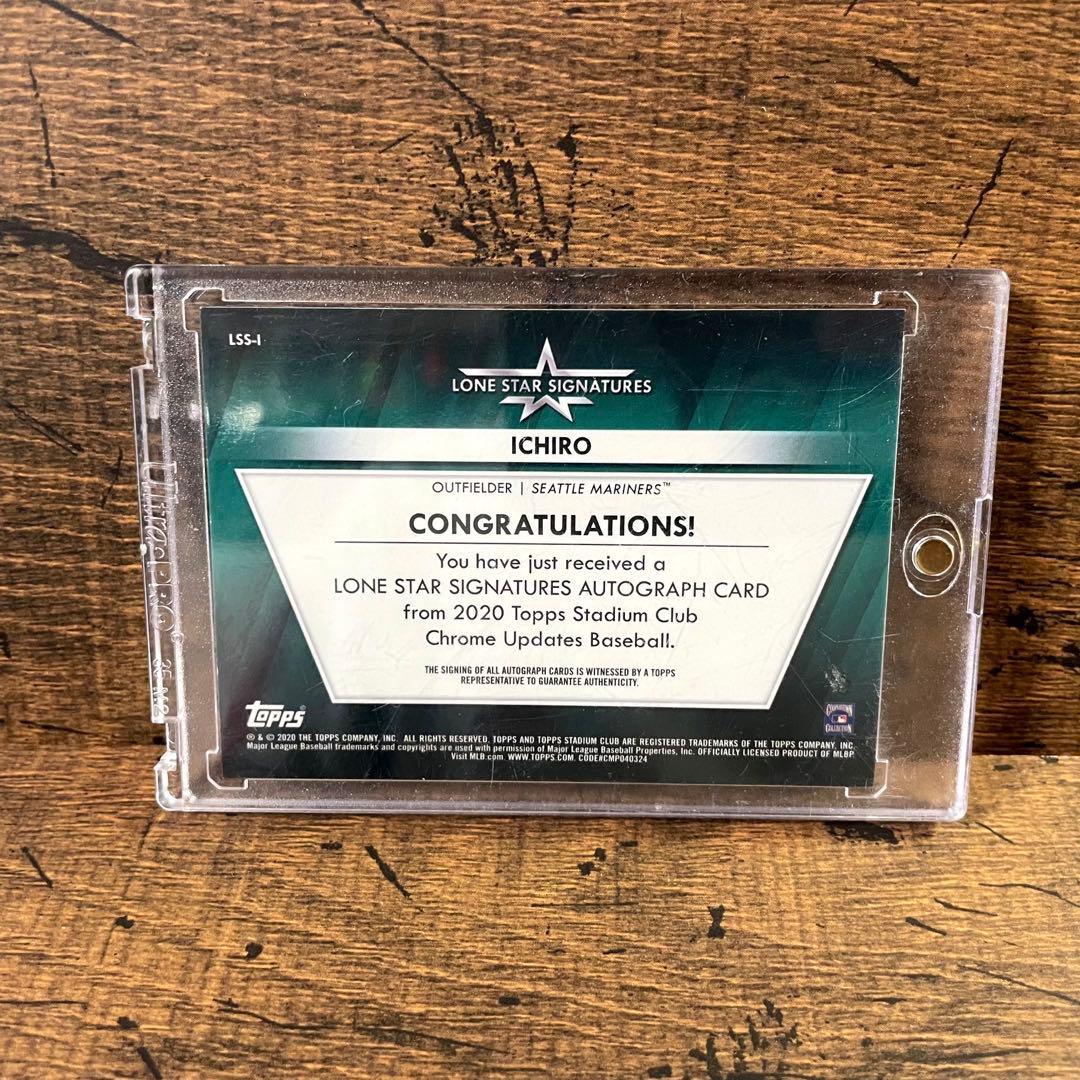 LSS-I
LONE STAR SIGNATURES
ICHIRO
OUTFIELDER | SEATTLE MARINERS™
CONGRATULATIONS!
You have just received a
LONE STAR SIGNATURES AUTOGRAPH CARD
from 2020 Topps Stadium Club
Chrome Updates Baseball.
THE SIGNING OF ALL AUTOGRAPH CARDS IS WITNESSED BY A TOPPS
REPRESENTATIVE TO GUARANTEE AUTHENTICITY.
topps
COOPERSTOWN
COLLECTION
® & © 2020 THE TOPPS COMPANY, INC. ALL RIGHTS RESERVED. TOPPS AND TOPPS STADIUM CLUB ARE REGISTERED TRADEMARKS OF THE TOPPS COMPANY, INC.
Major League Baseball trademarks and copyrights are used with permission of Major League Baseball Properties, Inc. OFFICIALLY LICENSED PRODUCT OF MLBP.
Visit MLB.com. WWW.TOPPS.COM. CODE#CMP040324
Ultra•PRO